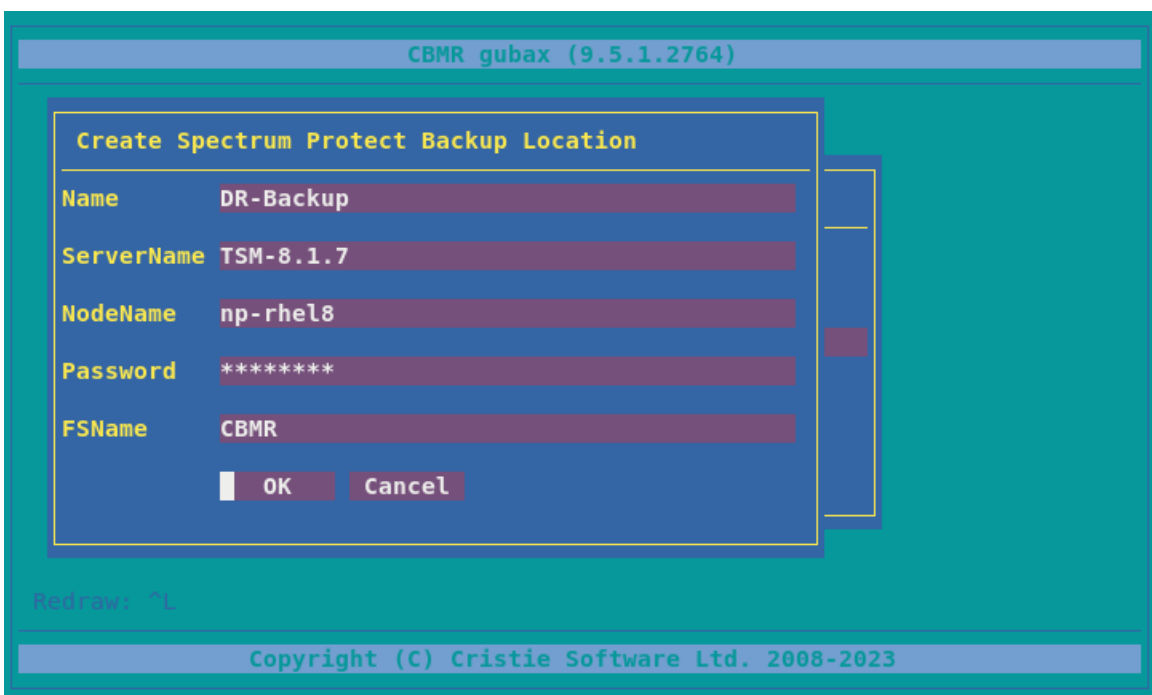 CBMR gubax (9.5.1.2764)
Create Spectrum Protect Backup Location
Name DR-Backup
ServerName TSM-8.1.7
NodeName np-rhel8
Password ********
FSName CBMR
OK Cancel
Redraw: ^L
Copyright (C) Cristie Software Ltd. 2008-2023